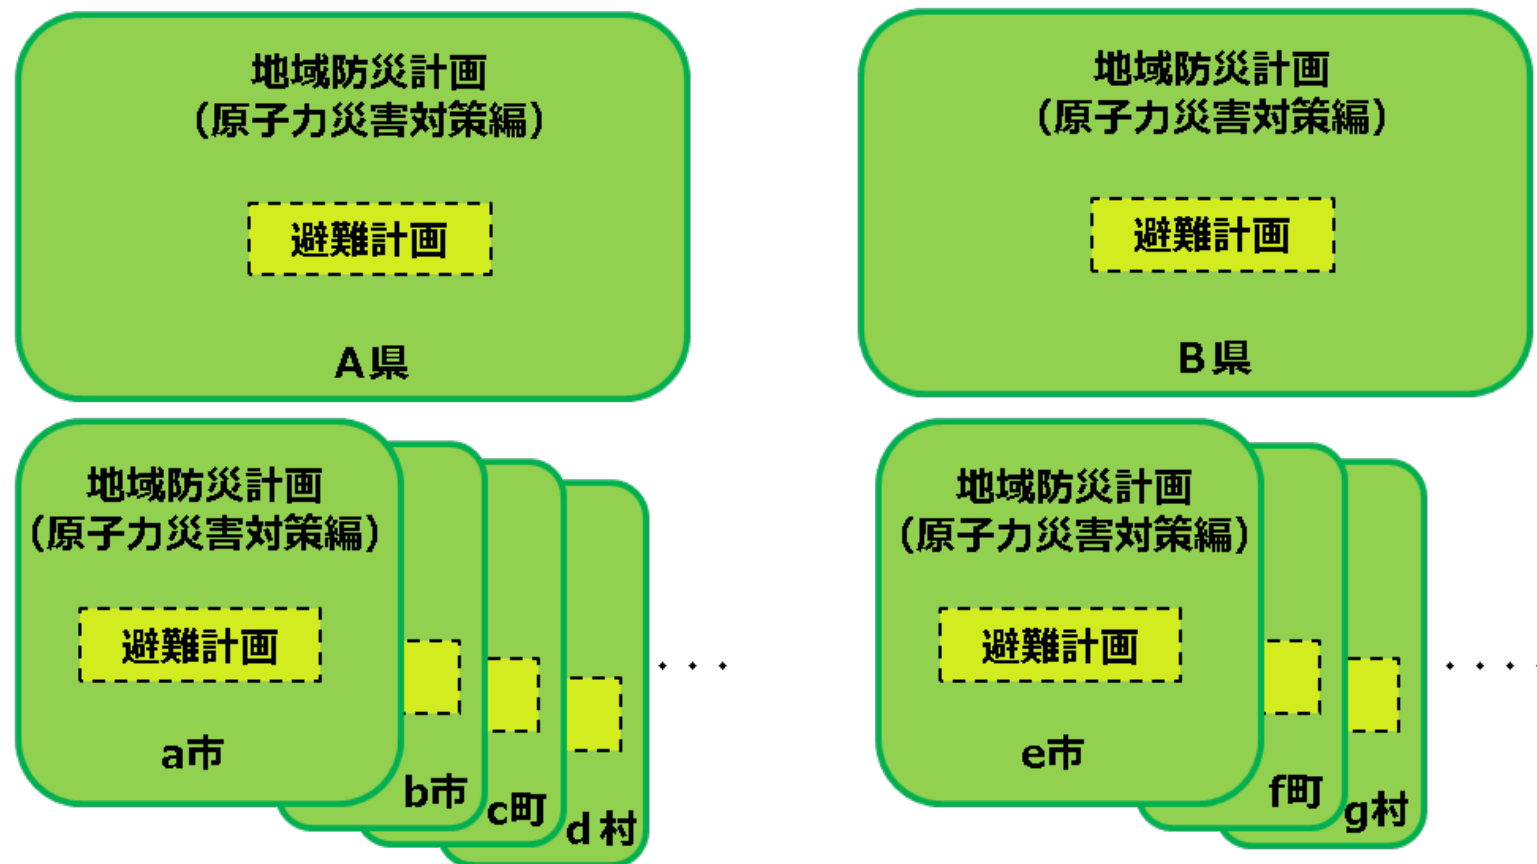 地域防災計画
（原子力災害対策編）
避難計画
A県
地域防災計画
（原子力災害対策編）
避難計画
B県
地域防災計画
（原子力災害対策編）
避難計画
a市
b市
c町
d村
・・・
地域防災計画
（原子力災害対策編）
避難計画
e市
f町
g村
・・・・